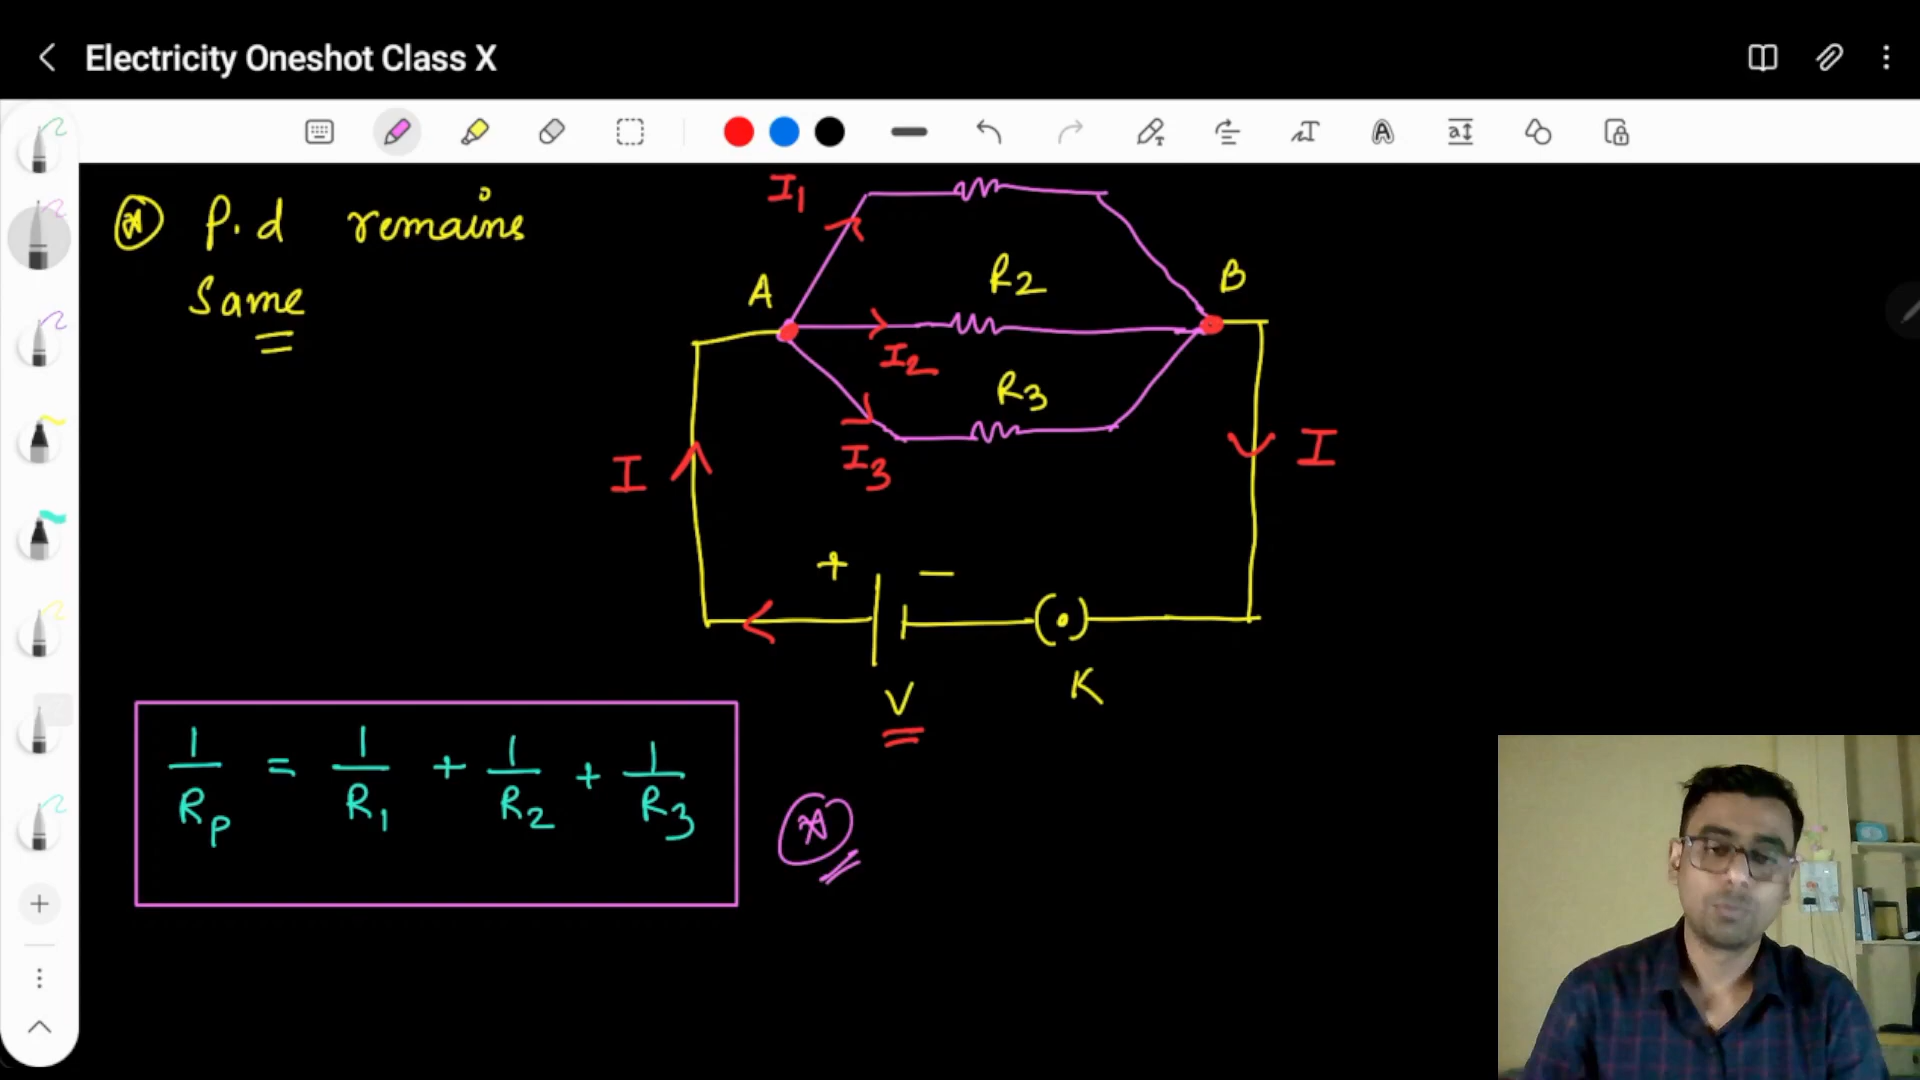 Electricity Oneshot Class X
P.d remains
Same
I1
A
R2
B
I2
R3
I3
I
I
+ −
V
K
1/Rp = 1/R1 + 1/R2 + 1/R3